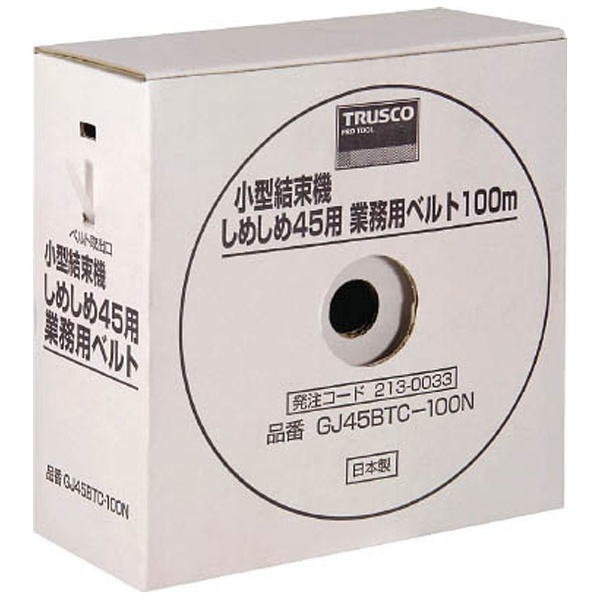 TRUSCO
PRO TOOL
小型結束機
しめしめ45用 業務用ベルト100m
発注コード 213-0033
品番 GJ45BTC-100N
日本製
ベルト取出口
小型結束機
しめしめ45用
業務用ベルト
品番 GJ45BTC-100N